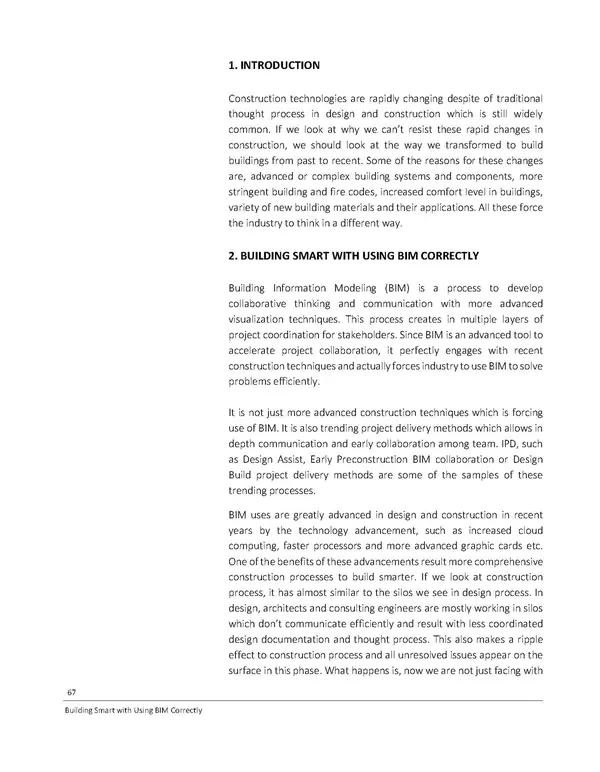 1. INTRODUCTION
Construction technologies are rapidly changing despite of traditional
thought process in design and construction which is still widely
common. If we look at why we can't resist these rapid changes in
construction, we should look at the way we transformed to build
buildings from past to recent. Some of the reasons for these changes
are, advanced or complex building systems and components, more
stringent building and fire codes, increased comfort level in buildings,
variety of new building materials and their applications. All these force
the industry to think in a different way.
2. BUILDING SMART WITH USING BIM CORRECTLY
Building Information Modeling (BIM) is a process to develop
collaborative thinking and communication with more advanced
visualization techniques. This process creates in multiple layers of
project coordination for stakeholders. Since BIM is an advanced tool to
accelerate project collaboration, it perfectly engages with recent
construction techniques and actually forces industry to use BIM to solve
problems efficiently.
It is not just more advanced construction techniques which is forcing
use of BIM. It is also trending project delivery methods which allows in
depth communication and early collaboration among team. IPD, such
as Design Assist, Early Preconstruction BIM collaboration or Design
Build project delivery methods are some of the samples of these
trending processes.
BIM uses are greatly advanced in design and construction in recent
years by the technology advancement, such as increased cloud
computing, faster processors and more advanced graphic cards etc.
One of the benefits of these advancements result more comprehensive
construction processes to build smarter. If we look at construction
process, it has almost similar to the silos we see in design process. In
design, architects and consulting engineers are mostly working in silos
which don't communicate efficiently and result with less coordinated
design documentation and thought process. This also makes a ripple
effect to construction process and all unresolved issues appear on the
surface in this phase. What happens is, now we are not just facing with
67
Building Smart with Using BIM Correctly